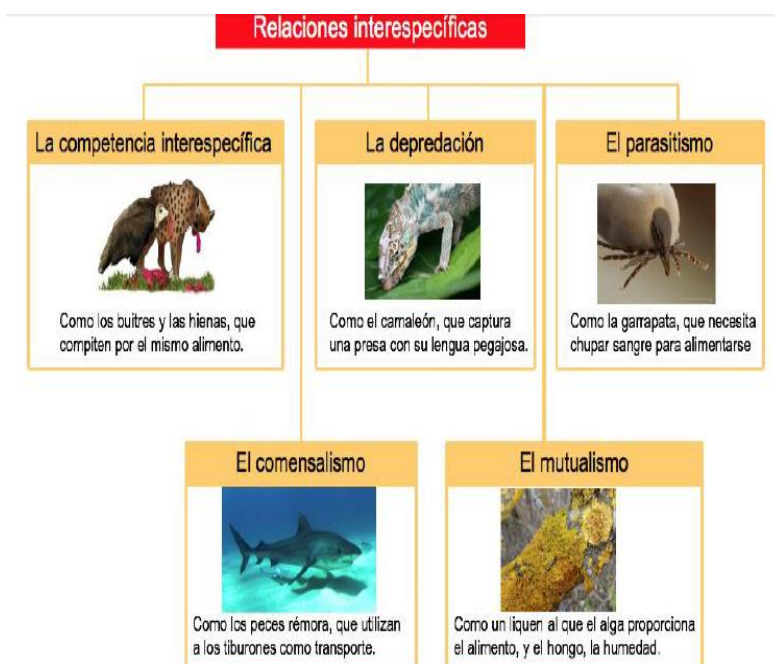 Relaciones interespecíficas
La competencia interespecífica
Como los buitres y las hienas, que
compiten por el mismo alimento.
La depredación
Como el camaleón, que captura
una presa con su lengua pegajosa.
El parasitismo
Como la garrapata, que necesita
chupar sangre para alimentarse
El comensalismo
Como los peces rémora, que utilizan
a los tiburones como transporte.
El mutualismo
Como un liquen al que el alga proporciona
el alimento, y el hongo, la humedad.